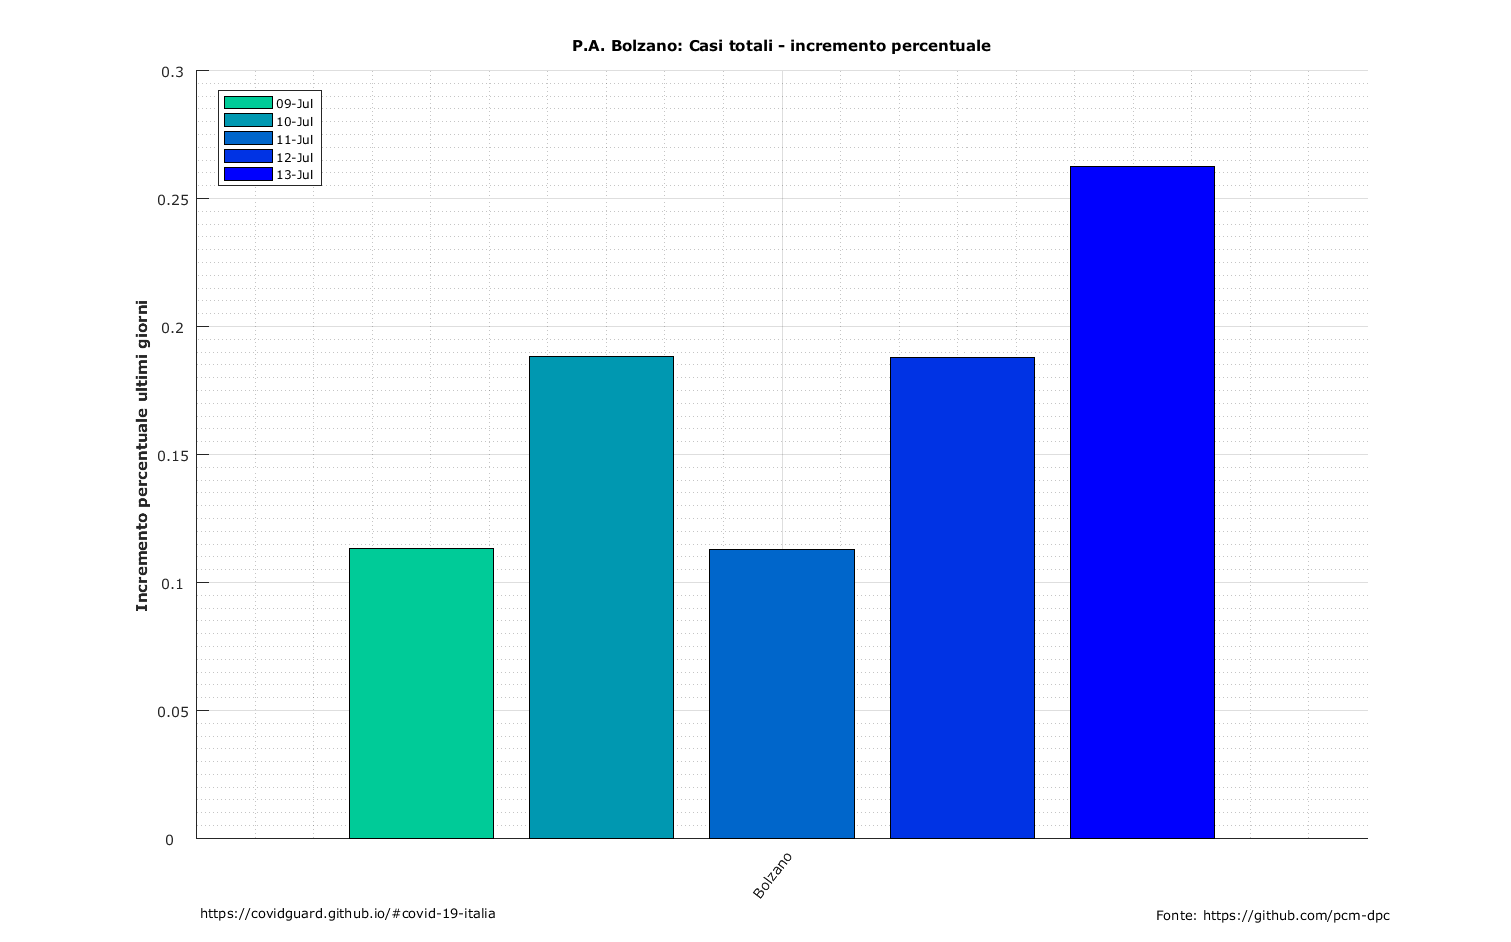 P.A. Bolzano: Casi totali - incremento percentuale
0.3
0.25
0.2
0.15
0.1
0.05
0
Incremento percentuale ultimi giorni
09-Jul
10-Jul
11-Jul
12-Jul
13-Jul
Bolzano
https://covidguard.github.io/#covid-19-italia
Fonte: https://github.com/pcm-dpc